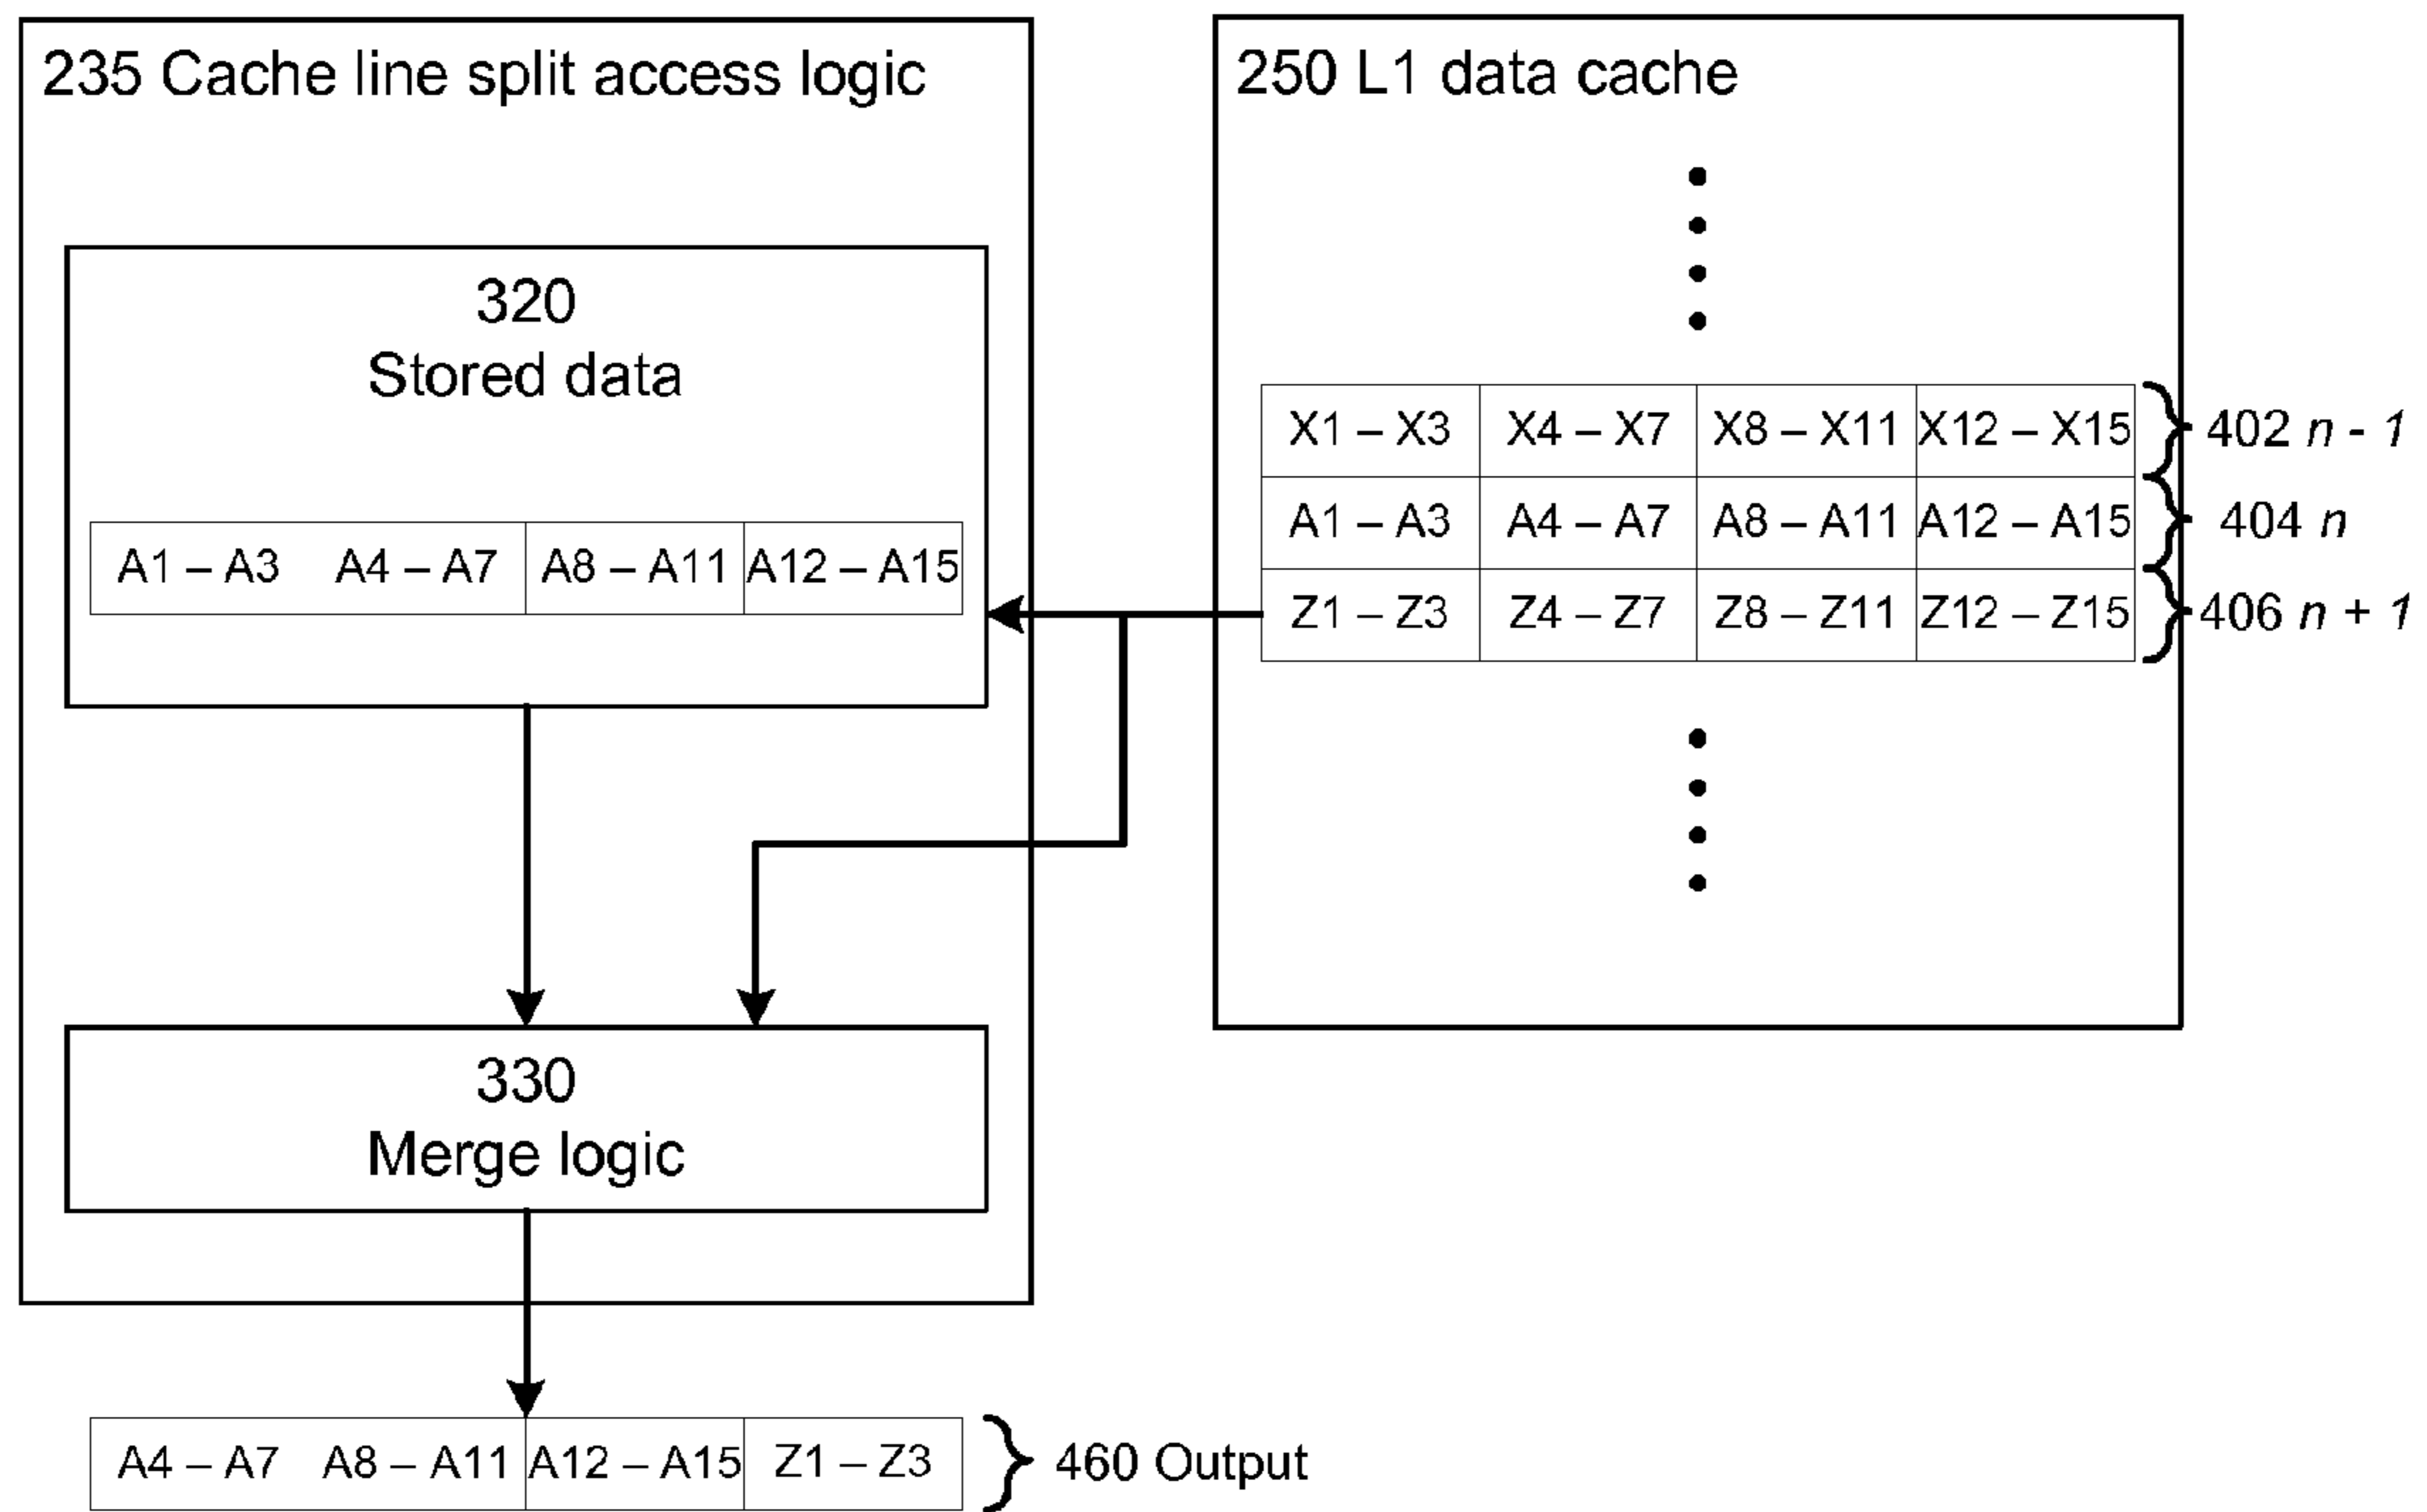 235 Cache line split access logic
320
Stored data
A1 – A3 A4 – A7 A8 – A11 A12 – A15
330
Merge logic
250 L1 data cache
X1 – X3 X4 – X7 X8 – X11 X12 – X15 402 n - 1
A1 – A3 A4 – A7 A8 – A11 A12 – A15 404 n
Z1 – Z3 Z4 – Z7 Z8 – Z11 Z12 – Z15 406 n + 1
A4 – A7 A8 – A11 A12 – A15 Z1 – Z3 460 Output